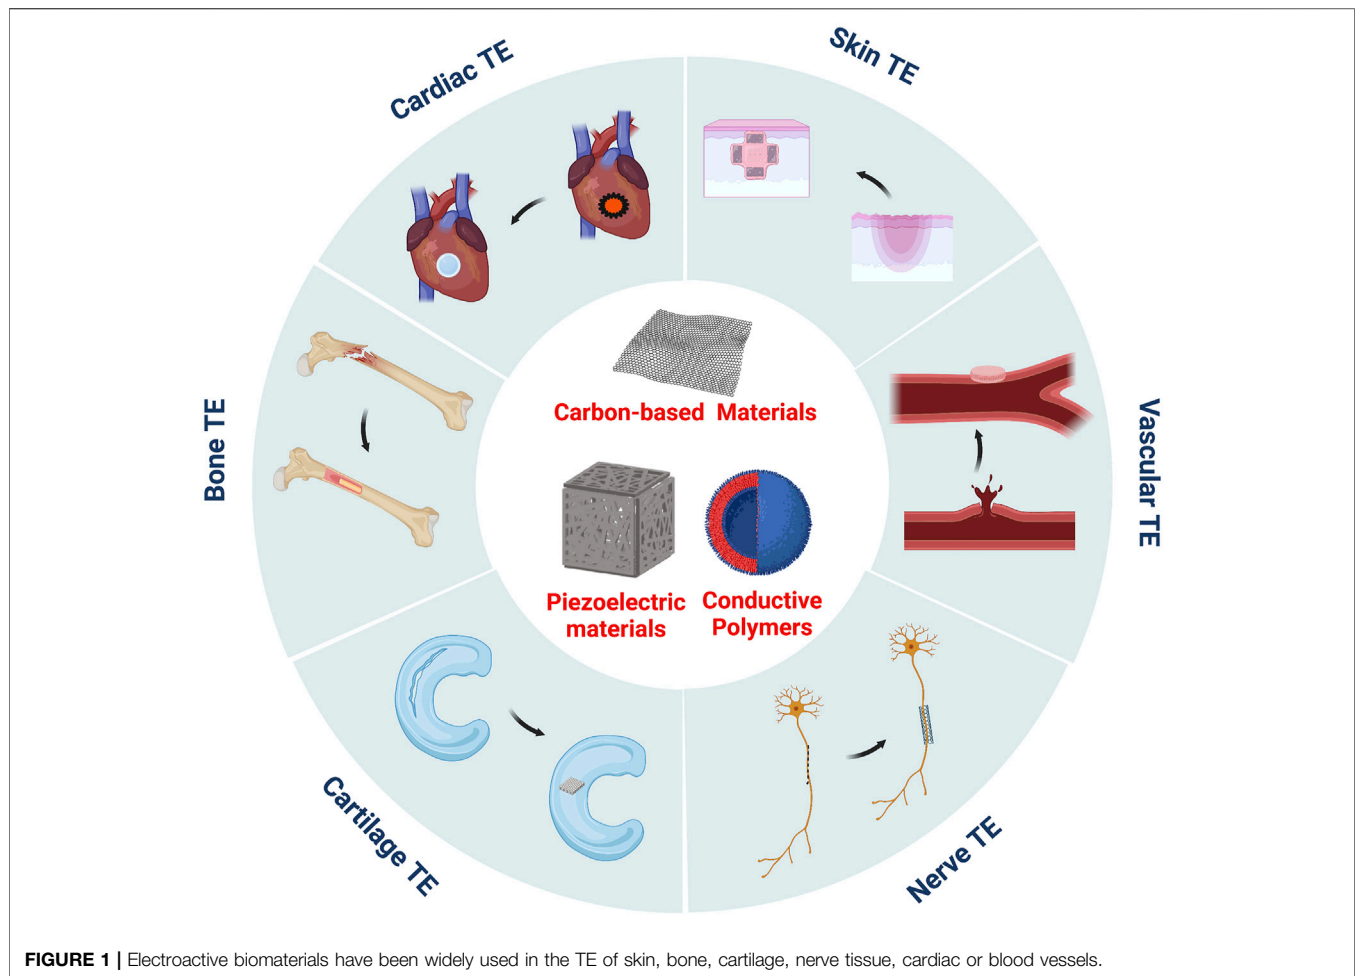 Cardiac TE
Skin TE
Bone TE
Vascular TE
Carbon-based Materials
Piezoelectric
materials
Conductive
Polymers
Cartilage TE
Nerve TE
FIGURE 1 | Electroactive biomaterials have been widely used in the TE of skin, bone, cartilage, nerve tissue, cardiac or blood vessels.